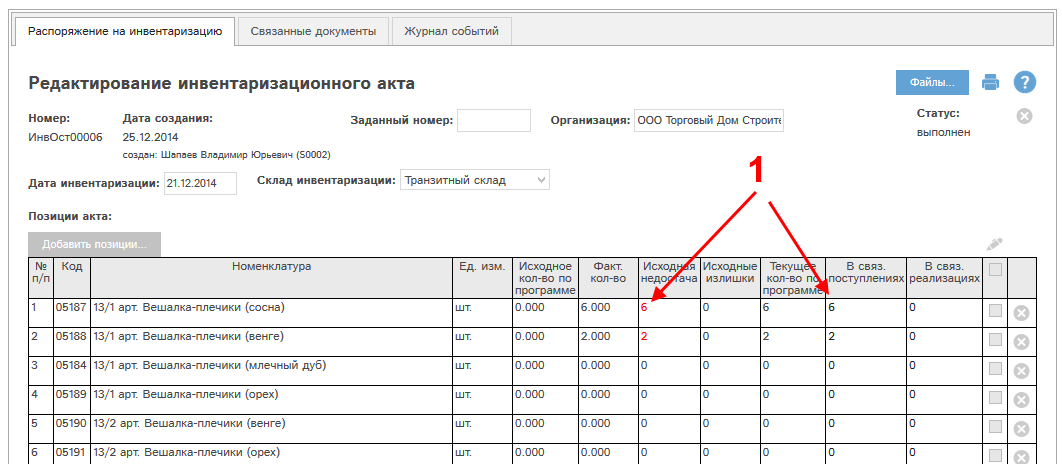 Распоряжение на инвентаризацию Связанные документы Журнал событий
Редактирование инвентаризационного акта Файлы... ?
Номер: Дата создания: Заданный номер: Организация: Статус:
ИнвОст00006 25.12.2014 ООО Торговый Дом Строите выполнен
создан: Шапаев Владимир Юрьевич (S0002)
1
Дата инвентаризации: 21.12.2014 Склад инвентаризации: Транзитный склад
Позиции акта:
Добавить позиции...
№ Код Номенклатура Ед. изм. Исходное Факт. Исходная Исходные Текущее В связ. В связ.
п/п кол-во по кол-во недостача излишки кол-во по поступлениях реализациях
программе программе
1 05187 13/1 арт. Вешалка-плечики (сосна) шт. 0.000 6.000 6 0 6 6 0
2 05188 13/1 арт. Вешалка-плечики (венге) шт. 0.000 2.000 2 0 2 2 0
3 05184 13/1 арт. Вешалка-плечики (млечный дуб) шт. 0.000 0.000 0 0 0 0 0
4 05189 13/1 арт. Вешалка-плечики (орех) шт. 0.000 0.000 0 0 0 0 0
5 05190 13/2 арт. Вешалка-плечики (венге) шт. 0.000 0.000 0 0 0 0 0
6 05191 13/2 арт. Вешалка-плечики (орех) шт. 0.000 0.000 0 0 0 0 0